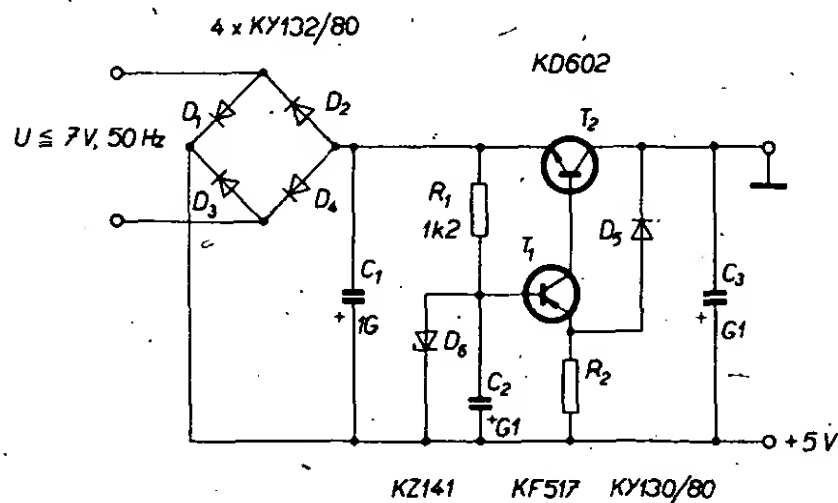 4 x KY132/80
KD602
D1
D2
T2
U ≦ 7V, 50 Hz
D3
D4
R1
1k2
T1
D5
C1
+ 1G
C3
+ G1
D6
C2
+ G1
R2
+5V
KZ141 KF517 KY130/80